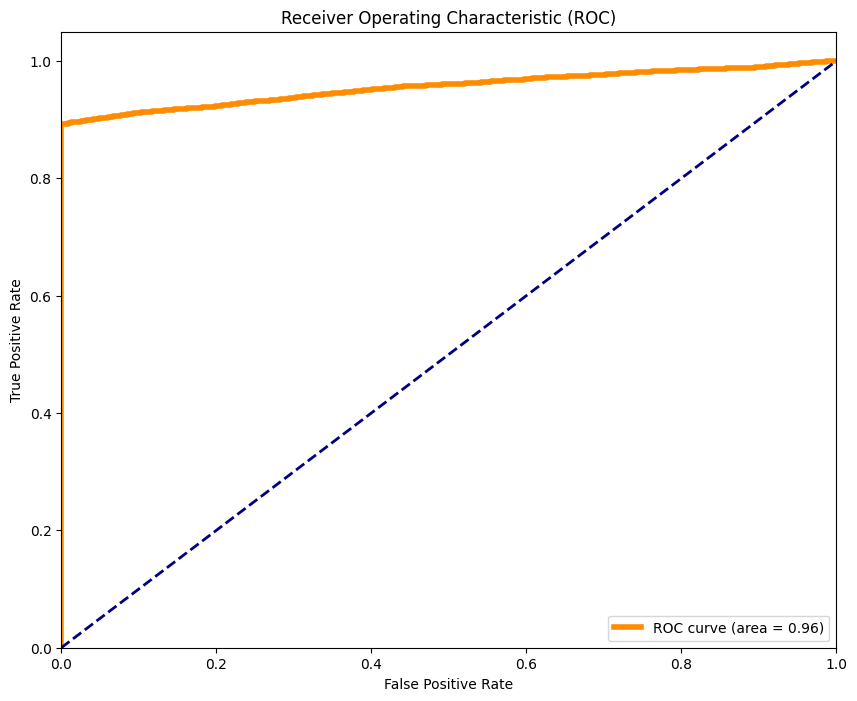 Receiver Operating Characteristic (ROC)
True Positive Rate
1.0
0.8
0.6
0.4
0.2
0.0
ROC curve (area = 0.96)
0.0 0.2 0.4 0.6 0.8 1.0
False Positive Rate